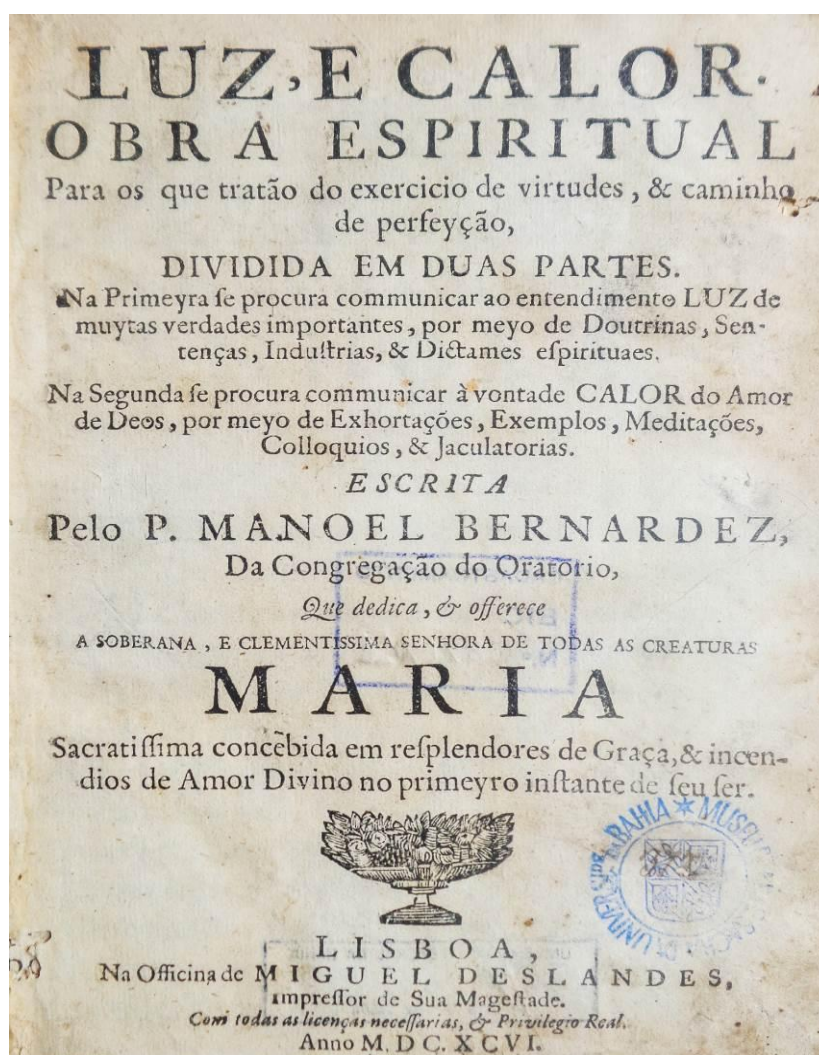 LUZ, E CALOR.
OBRA ESPIRITUAL
Para os que tratão do exercicio de virtudes, & caminho
de perfeyção,
DIVIDIDA EM DUAS PARTES.
Na Primeyra ſe procura communicar ao entendimento LUZ de
muytas verdades importantes, por meyo de Doutrinas, Sen-
tenças, Induſtrias, & Dictames eſpirituaes.
Na Segunda ſe procura communicar à vontade CALOR do Amor
de Deos, por meyo de Exhortações, Exemplos, Meditações,
Colloquios, & Jaculatorias.
ESCRITA
Pelo P. MANOEL BERNARDEZ,
Da Congregação do Oratorio,
Que dedica, & offerece
A SOBERANA, E CLEMENTISSIMA SENHORA DE TODAS AS CREATURAS
MARIA
Sacratiſſima concebida em reſplendores de Graça, & incen-
dios de Amor Divino no primeyro inſtante de ſeu ſer.
BAHIA * MUSEU
LISBOA,
Na Officina de MIGUEL DESLANDES,
Impreſſor de Sua Mageſtade.
Com todas as licenças neceſſarias, & Privilegio Real.
Anno M. DC. XCVI.